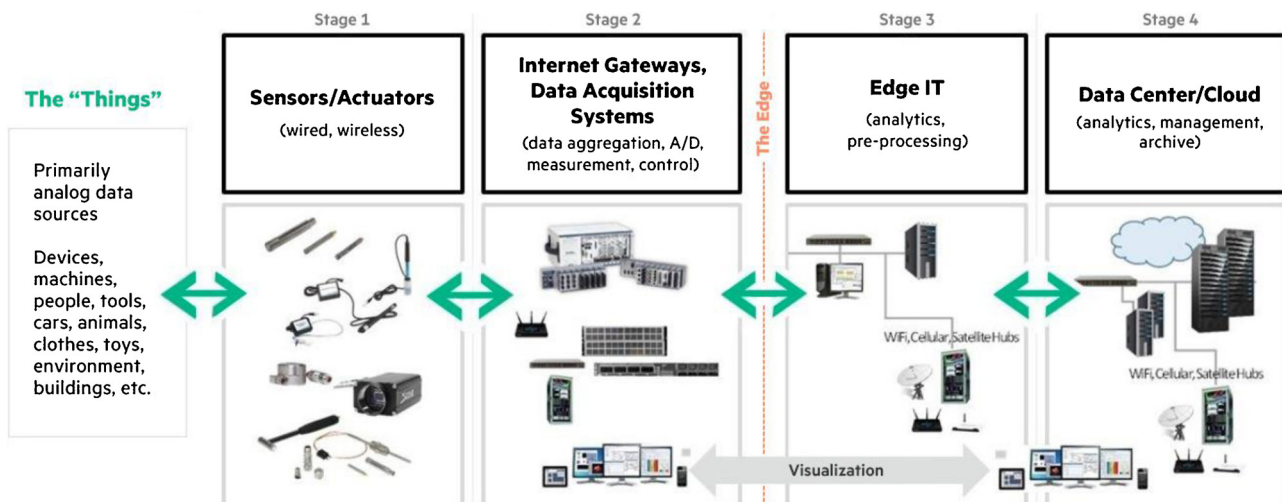 Stage 1
Stage 2
Stage 3
Stage 4
The “Things”
Primarily
analog data
sources
Devices,
machines,
people, tools,
cars, animals,
clothes, toys,
environment,
buildings, etc.
Sensors/Actuators
(wired, wireless)
Internet Gateways,
Data Acquisition
Systems
(data aggregation, A/D,
measurement, control)
The Edge
Edge IT
(analytics,
pre-processing)
Data Center/Cloud
(analytics, management,
archive)
WiFi, Cellular, Satellite Hubs
WiFi, Cellular, Satellite Hubs
Visualization